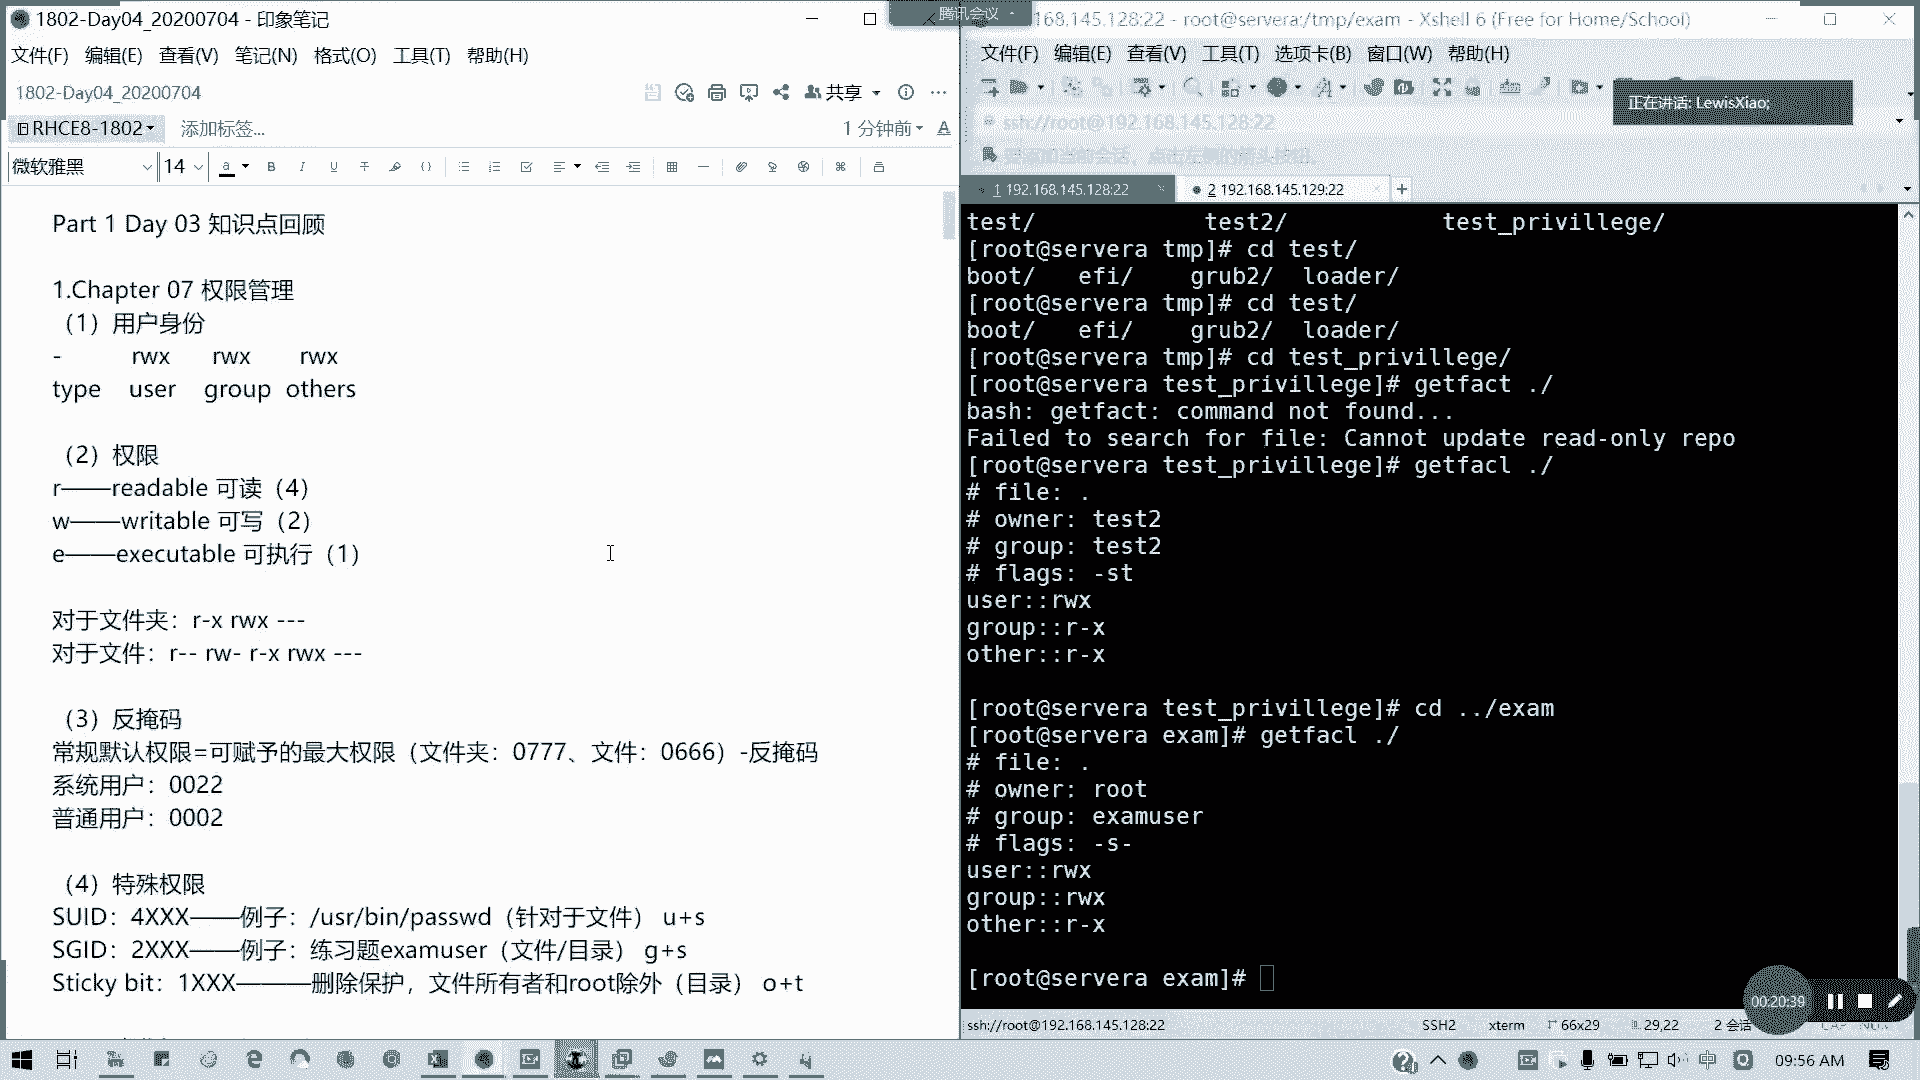 1802-Day04_20200704 - 印象笔记
文件(F) 编辑(E) 查看(V) 笔记(N) 格式(O) 工具(T) 帮助(H)
1802-Day04_20200704
共享
RHCE8-1802
添加标签...
1 分钟前
微软雅黑 14
Part 1 Day 03 知识点回顾
1.Chapter 07 权限管理
（1）用户身份
- rwx rwx rwx
type user group others
（2）权限
r——readable 可读（4）
w——writable 可写（2）
e——executable 可执行（1）
对于文件夹：r-x rwx ---
对于文件：r-- rw- r-x rwx ---
（3）反掩码
常规默认权限=可赋予的最大权限（文件夹：0777、文件：0666）-反掩码
系统用户：0022
普通用户：0002
（4）特殊权限
SUID：4XXX——例子：/usr/bin/passwd（针对于文件） u+s
SGID：2XXX——例子：练习题examuser（文件/目录） g+s
Sticky bit：1XXX———删除保护，文件所有者和root除外（目录） o+t
腾讯会议
168.145.128:22 - root@servera:/tmp/exam - Xshell 6 (Free for Home/School)
文件(F) 编辑(E) 查看(V) 工具(T) 选项卡(B) 窗口(W) 帮助(H)
正在讲话: LewisXiao;
ssh://root@192.168.145.128:22
1 192.168.145.128:22
2 192.168.145.129:22
test/ test2/ test_privillege/
[root@servera tmp]# cd test/
boot/ efi/ grub2/ loader/
[root@servera tmp]# cd test/
boot/ efi/ grub2/ loader/
[root@servera tmp]# cd test_privillege/
[root@servera test_privillege]# getfact ./
bash: getfact: command not found...
Failed to search for file: Cannot update read-only repo
[root@servera test_privillege]# getfacl ./
# file: .
# owner: test2
# group: test2
# flags: -st
user::rwx
group::r-x
other::r-x
[root@servera test_privillege]# cd ../exam
[root@servera exam]# getfacl ./
# file: .
# owner: root
# group: examuser
# flags: -s-
user::rwx
group::rwx
other::r-x
[root@servera exam]#
00:20:39
ssh://root@192.168.145.128:22 SSH2 xterm 66x29 29,22 2 会话
09:56 AM